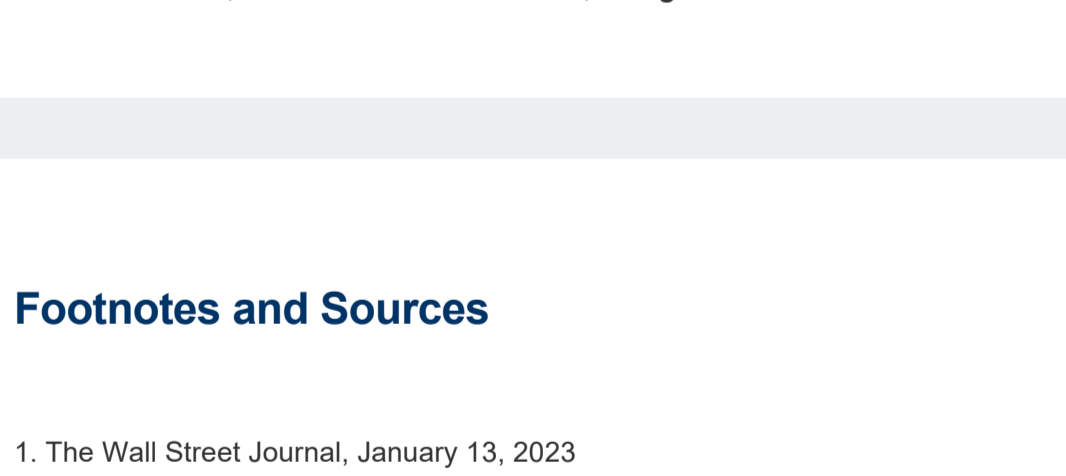 Footnotes and Sources
1. The Wall Street Journal, January 13, 2023